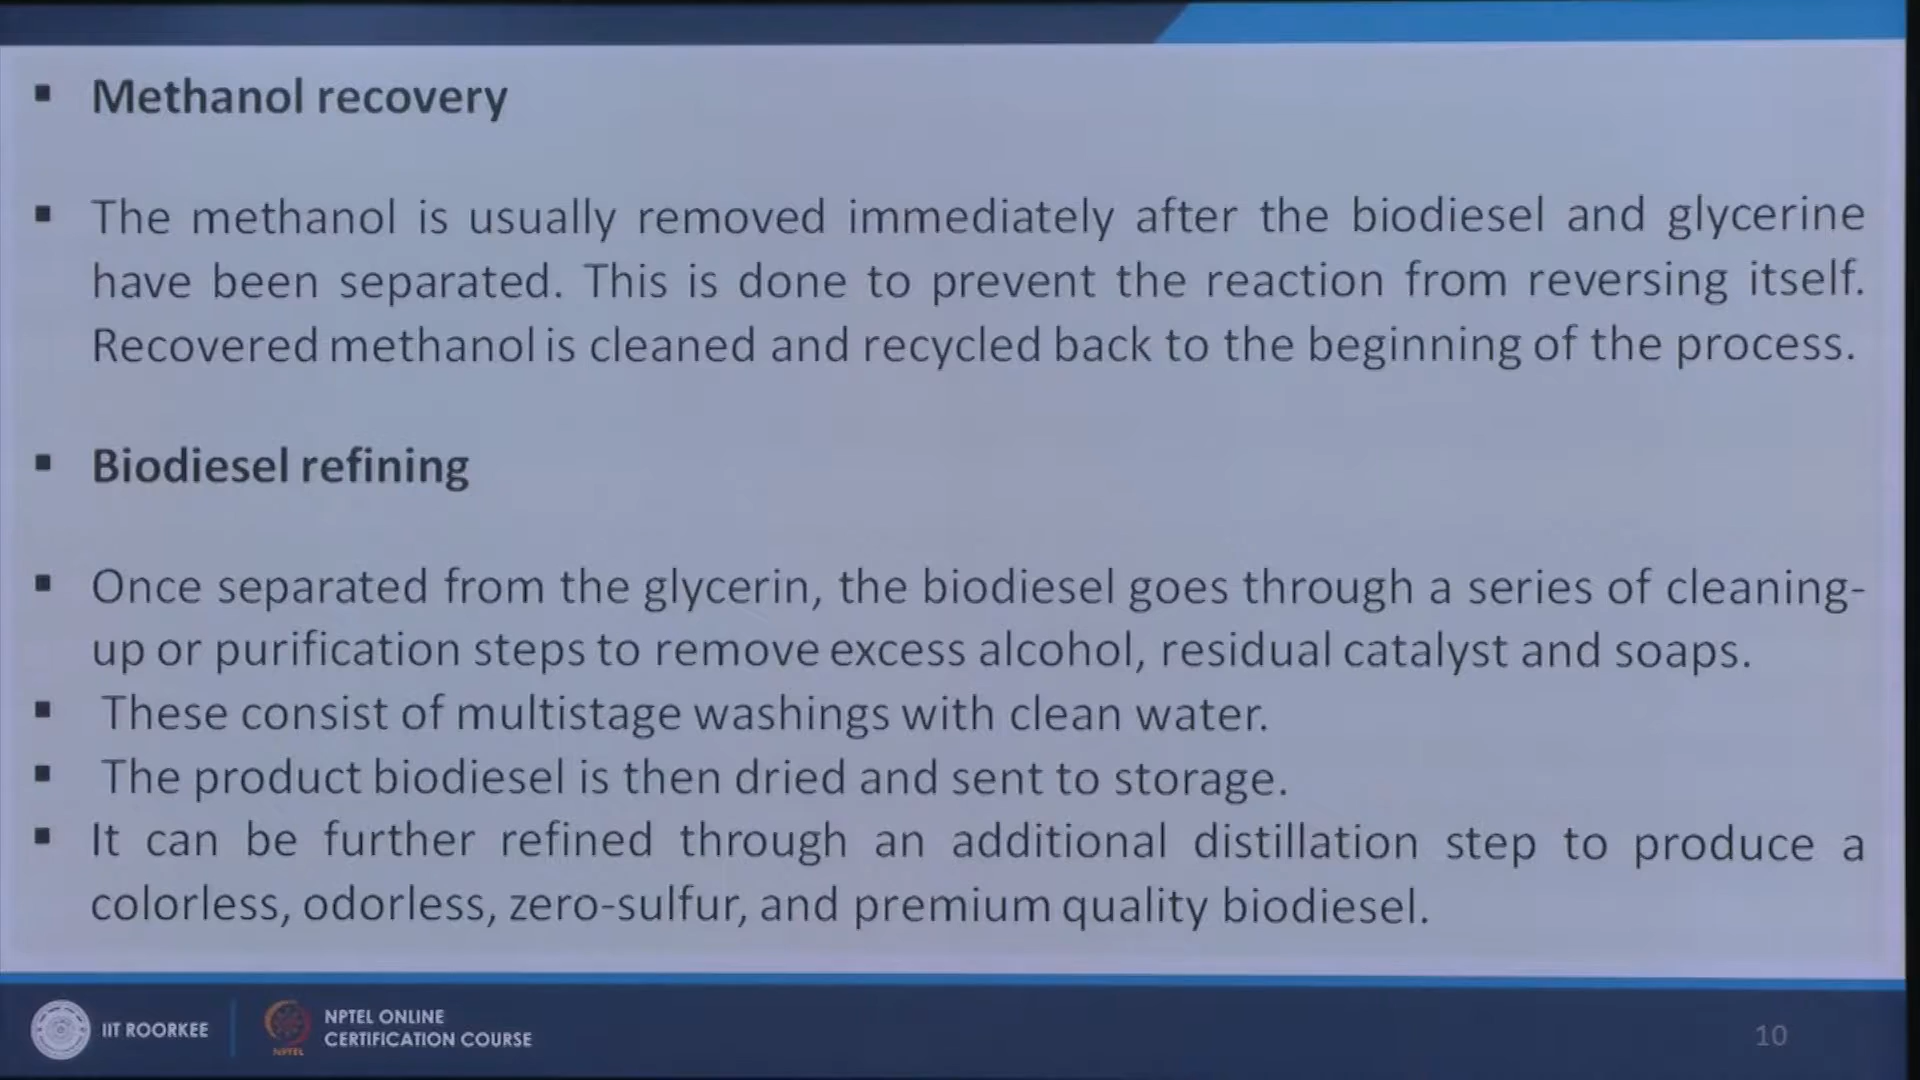 ▪ Methanol recovery
▪ The methanol is usually removed immediately after the biodiesel and glycerine
have been separated. This is done to prevent the reaction from reversing itself.
Recovered methanol is cleaned and recycled back to the beginning of the process.
▪ Biodiesel refining
▪ Once separated from the glycerin, the biodiesel goes through a series of cleaning-
up or purification steps to remove excess alcohol, residual catalyst and soaps.
▪ These consist of multistage washings with clean water.
▪ The product biodiesel is then dried and sent to storage.
▪ It can be further refined through an additional distillation step to produce a
colorless, odorless, zero-sulfur, and premium quality biodiesel.
IIT ROORKEE
NPTEL
NPTEL ONLINE
CERTIFICATION COURSE
10